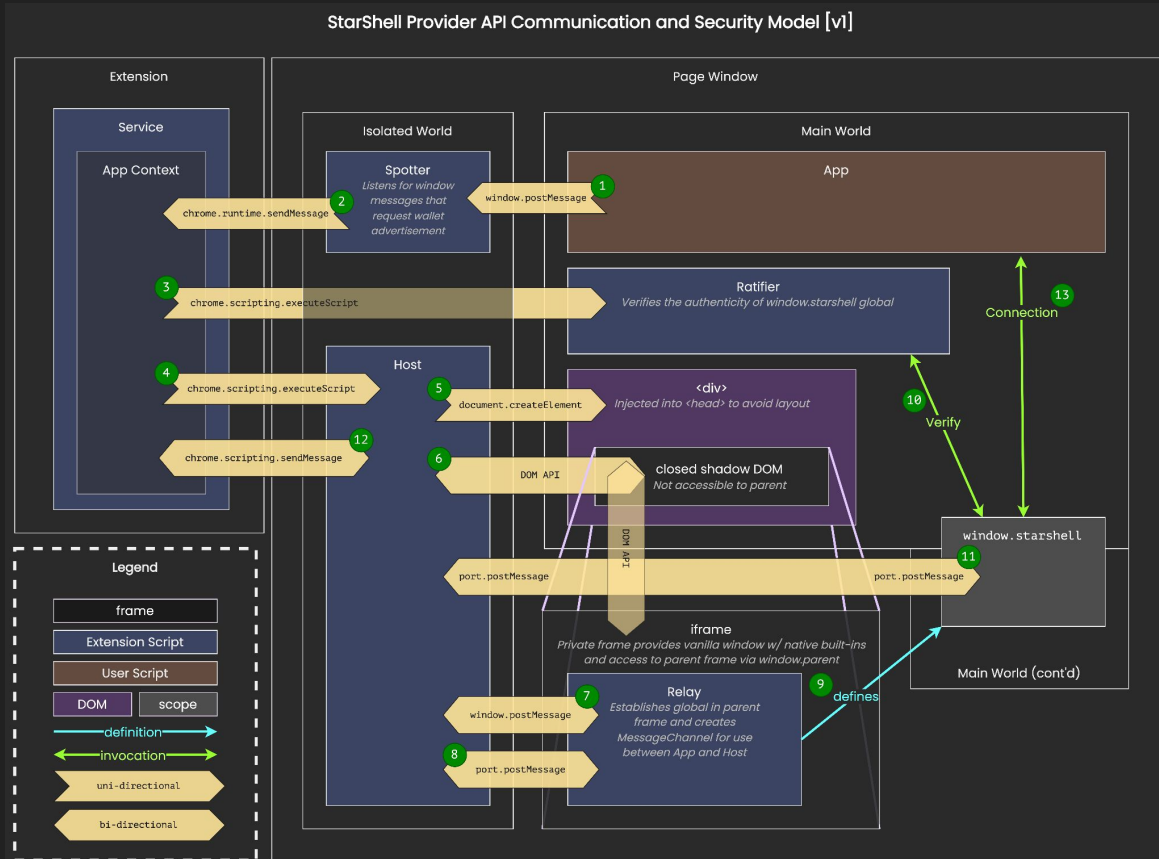 StarShell Provider API Communication and Security Model [v1]
Extension
Page Window
Service
Isolated World
Main World
App Context
Spotter
Listens for window
messages that
request wallet
advertisement
App
1
window.postMessage
2
chrome.runtime.sendMessage
3
chrome.scripting.executeScript
Ratifier
Verifies the authenticity of window.starshell global
13
Connection
Host
4
chrome.scripting.executeScript
5
document.createElement
<div>
Injected into <head> to avoid layout
10
Verify
12
chrome.scripting.sendMessage
6
DOM API
closed shadow DOM
Not accessible to parent
DOM API
window.starshell
11
port.postMessage
port.postMessage
iframe
Private frame provides vanilla window w/ native built-ins
and access to parent frame via window.parent
Main World (cont'd)
7
window.postMessage
Relay
Establishes global in parent
frame and creates
MessageChannel for use
between App and Host
9
defines
8
port.postMessage
Legend
frame
Extension Script
User Script
DOM
scope
definition
invocation
uni-directional
bi-directional